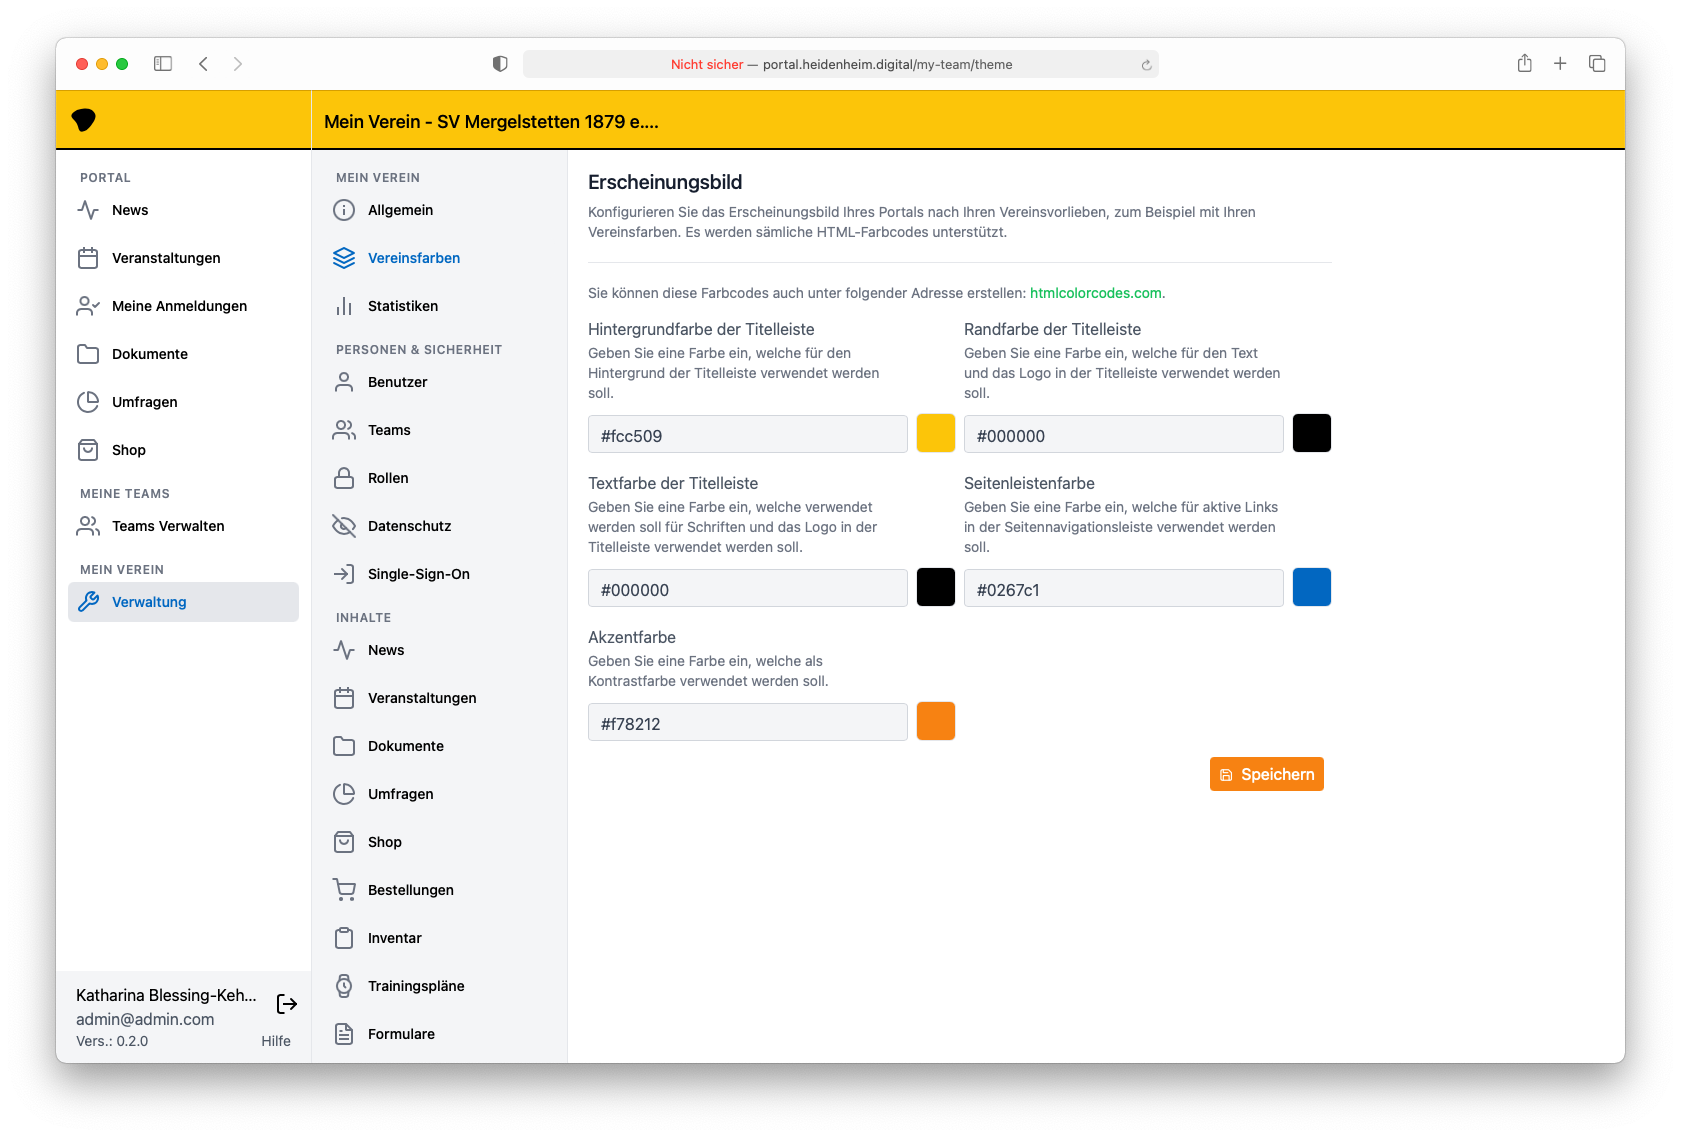 Nicht sicher — portal.heidenheim.digital/my-team/theme
Mein Verein - SV Mergelstetten 1879 e....
PORTAL
News
Veranstaltungen
Meine Anmeldungen
Dokumente
Umfragen
Shop
MEINE TEAMS
Teams Verwalten
MEIN VEREIN
Verwaltung
Katharina Blessing-Keh...
admin@admin.com
Vers.: 0.2.0
Hilfe
MEIN VEREIN
Allgemein
Vereinsfarben
Statistiken
PERSONEN & SICHERHEIT
Benutzer
Teams
Rollen
Datenschutz
Single-Sign-On
INHALTE
News
Veranstaltungen
Dokumente
Umfragen
Shop
Bestellungen
Inventar
Trainingspläne
Formulare
Erscheinungsbild
Konfigurieren Sie das Erscheinungsbild Ihres Portals nach Ihren Vereinsvorlieben, zum Beispiel mit Ihren
Vereinsfarben. Es werden sämliche HTML-Farbcodes unterstützt.
Sie können diese Farbcodes auch unter folgender Adresse erstellen: htmlcolorcodes.com.
Hintergrundfarbe der Titelleiste
Geben Sie eine Farbe ein, welche für den
Hintergrund der Titelleiste verwendet werden
soll.
#fcc509
Randfarbe der Titelleiste
Geben Sie eine Farbe ein, welche für den Text
und das Logo in der Titelleiste verwendet werden
soll.
#000000
Textfarbe der Titelleiste
Geben Sie eine Farbe ein, welche verwendet
werden soll für Schriften und das Logo in der
Titelleiste verwendet werden soll.
#000000
Seitenleistenfarbe
Geben Sie eine Farbe ein, welche für aktive Links
in der Seitennavigationsleiste verwendet werden
soll.
#0267c1
Akzentfarbe
Geben Sie eine Farbe ein, welche als
Kontrastfarbe verwendet werden soll.
#f78212
Speichern